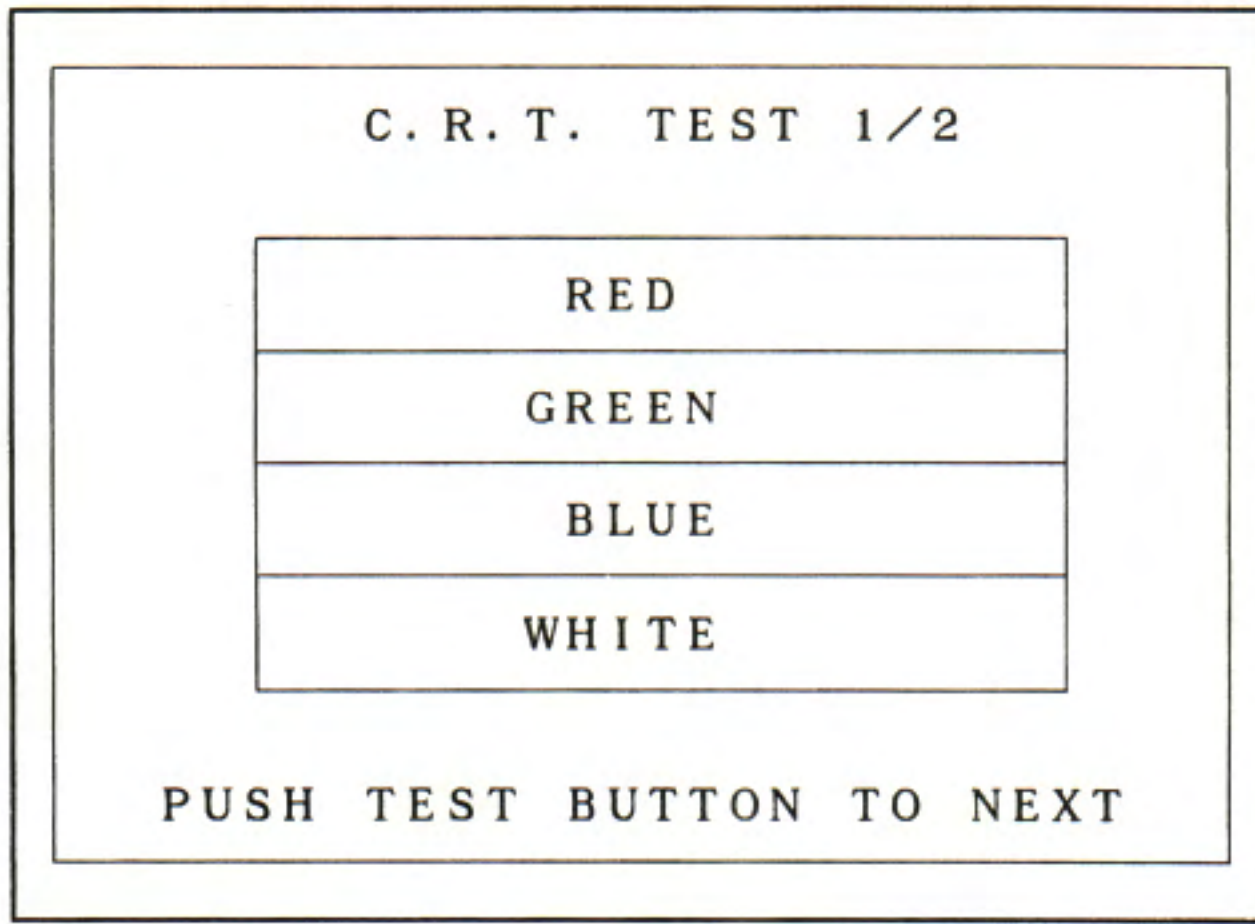 C.R.T. TEST 1/2
RED
GREEN
BLUE
WHITE
PUSH TEST BUTTON TO NEXT